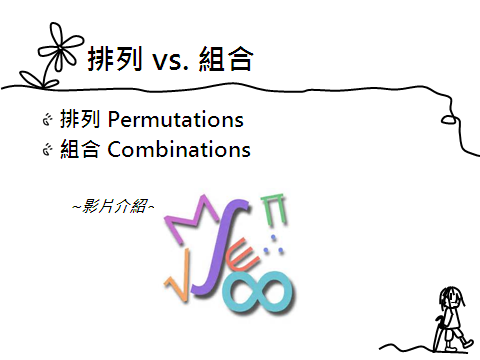 排列 vs. 組合
排列 Permutations
組合 Combinations
~影片介紹~